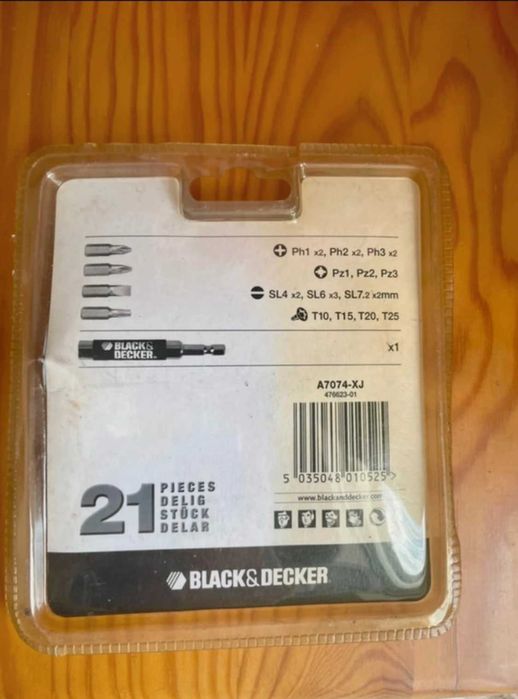 Ph1 x2, Ph2 x2, Ph3 x2
Pz1, Pz2, Pz3
SL4 x2, SL6 x3, SL7.2 x2mm
T10, T15, T20, T25
BLACK&
DECKER
x1
A7074-XJ
476623-01
5 035048 010525>
www.blackanddecker.com
21
PIECES
DELIG
STÜCK
DELAR
BLACK&DECKER